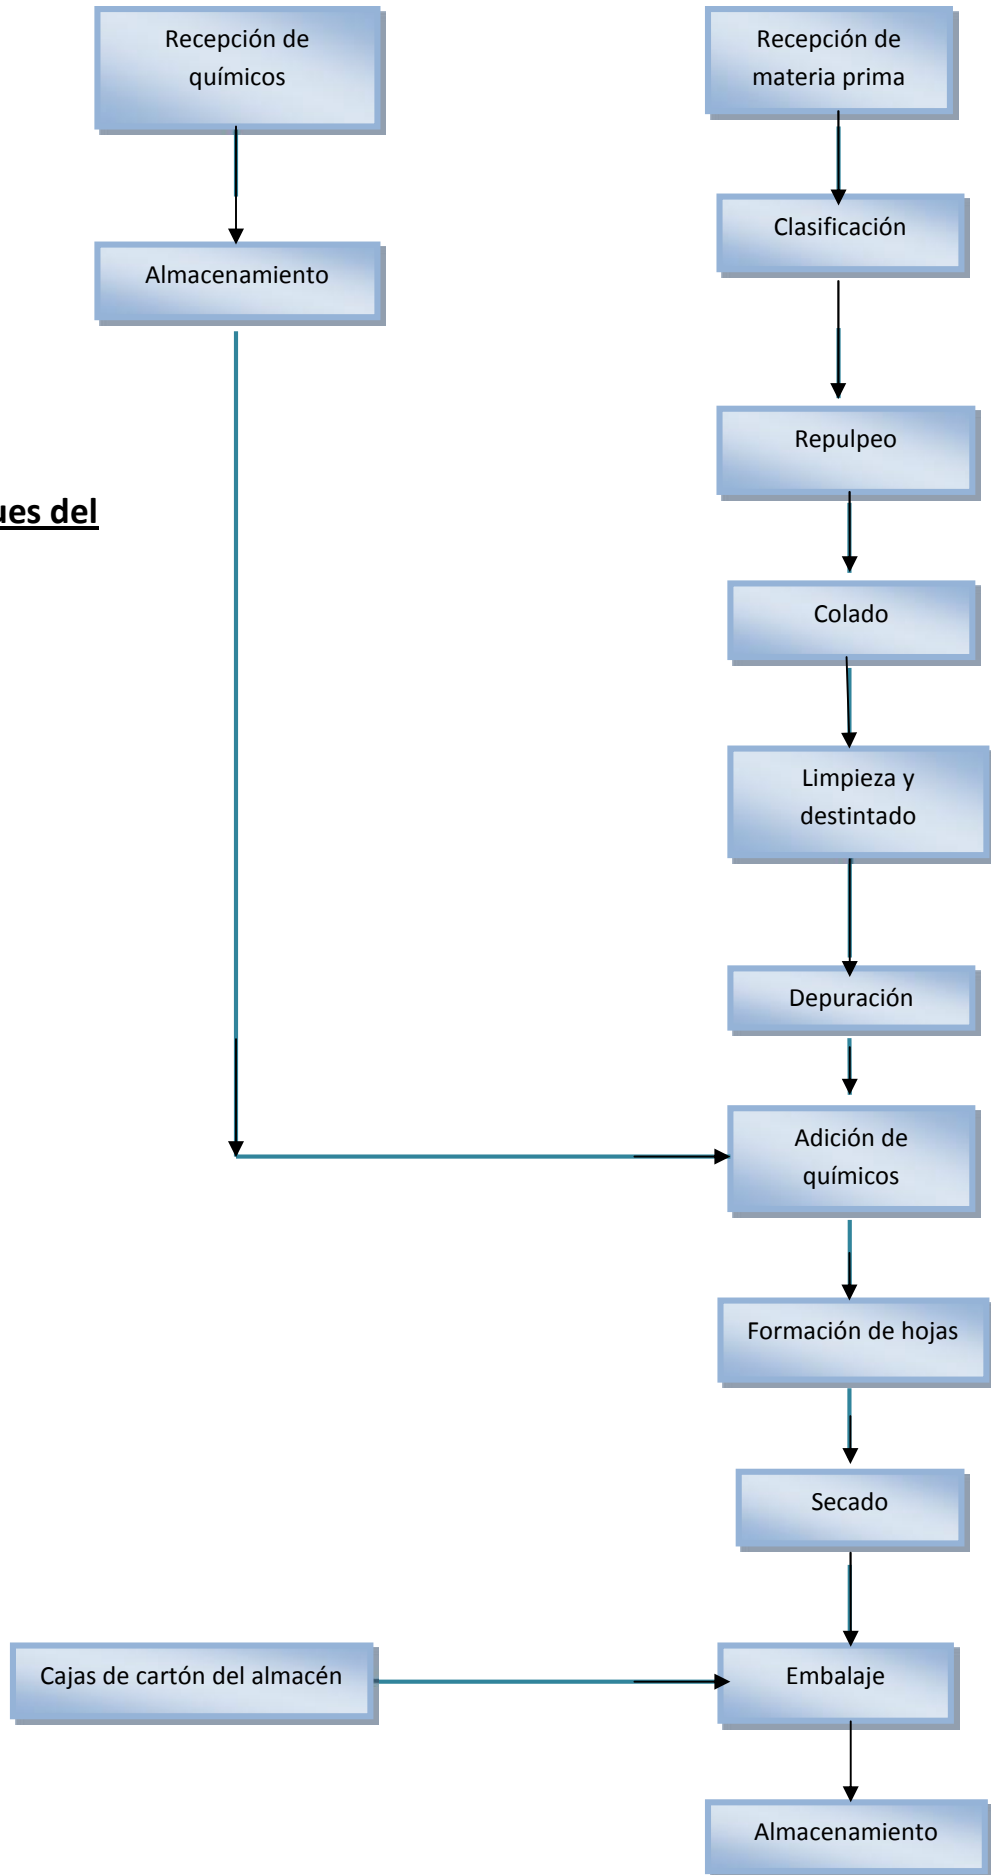 Recepción de
químicos
Recepción de
materia prima
Clasificación
Almacenamiento
Repulpeo
ues del
Colado
Limpieza y
destintado
Depuración
Adición de
químicos
Formación de hojas
Secado
Cajas de cartón del almacén
Embalaje
Almacenamiento